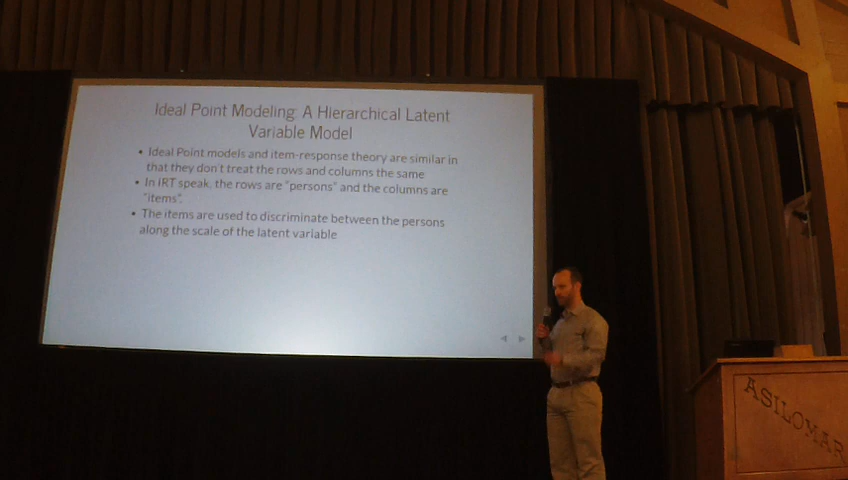 Ideal Point Modeling: A Hierarchical Latent
Variable Model
• Ideal Point models and item-response theory are similar in
that they don't treat the rows and columns the same
• In IRT speak, the rows are "persons" and the columns are
"items".
• The items are used to discriminate between the persons
along the scale of the latent variable
ASILOMAR